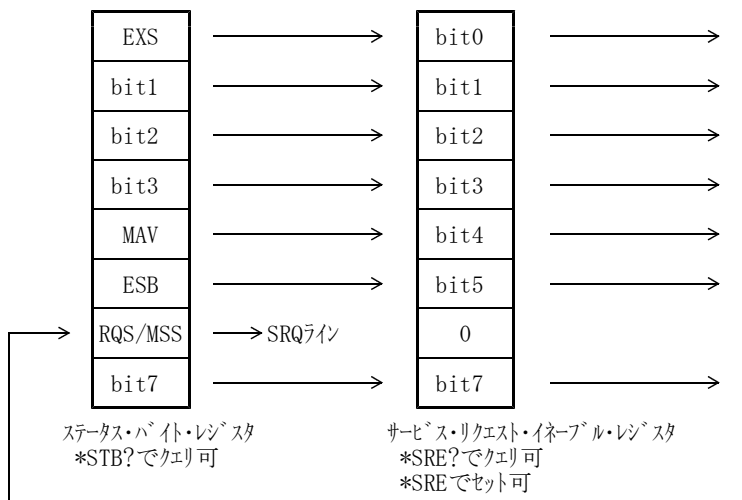 EXS bit0
bit1 bit1
bit2 bit2
bit3 bit3
MAV bit4
ESB bit5
RQS/MSS SRQライン 0
bit7 bit7
ステータス・バイト・レジスタ サービス・リクエスト・イネーブル・レジスタ
*STB?でクエリ可 *SRE?でクエリ可
*SREでセット可